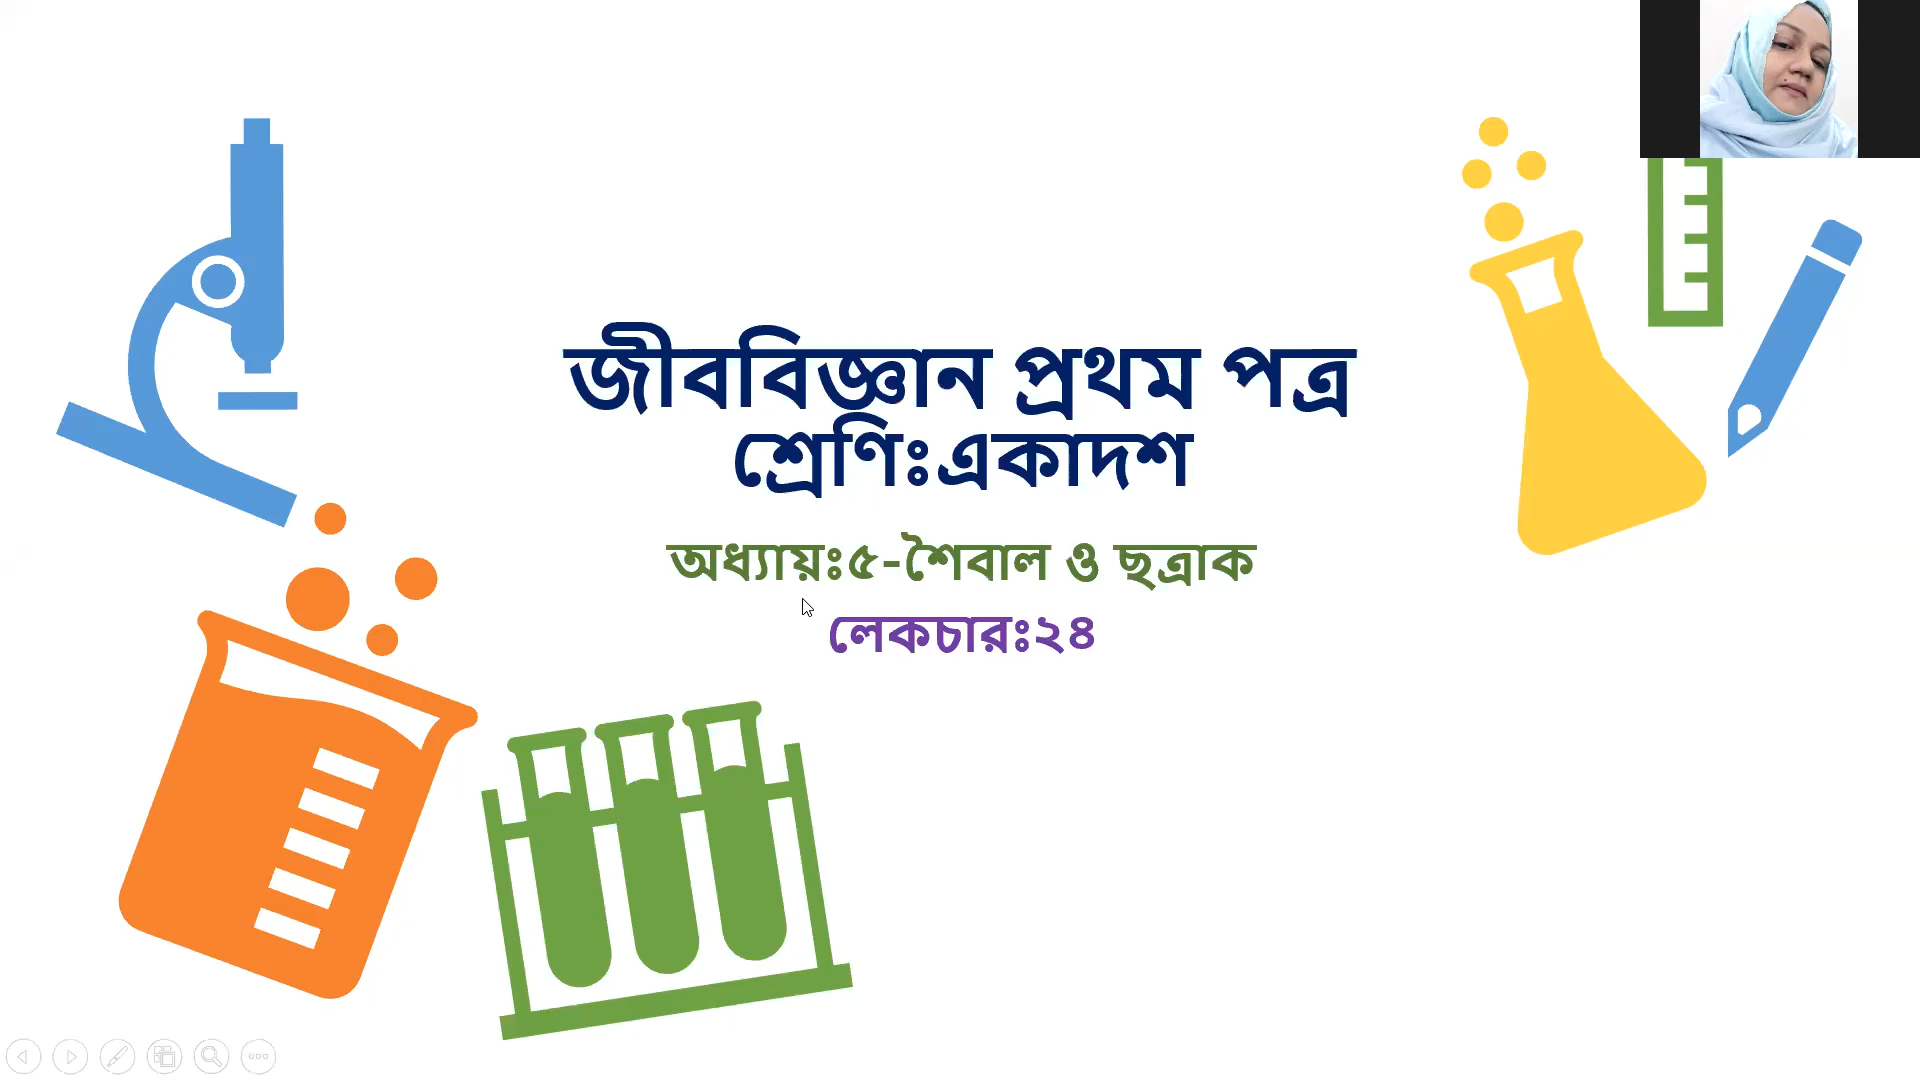 জীববিজ্ঞান প্রথম পত্র
শ্রেণিঃএকাদশ
অধ্যায়ঃ৫-শৈবাল ও ছত্রাক
লেকচারঃ২৪